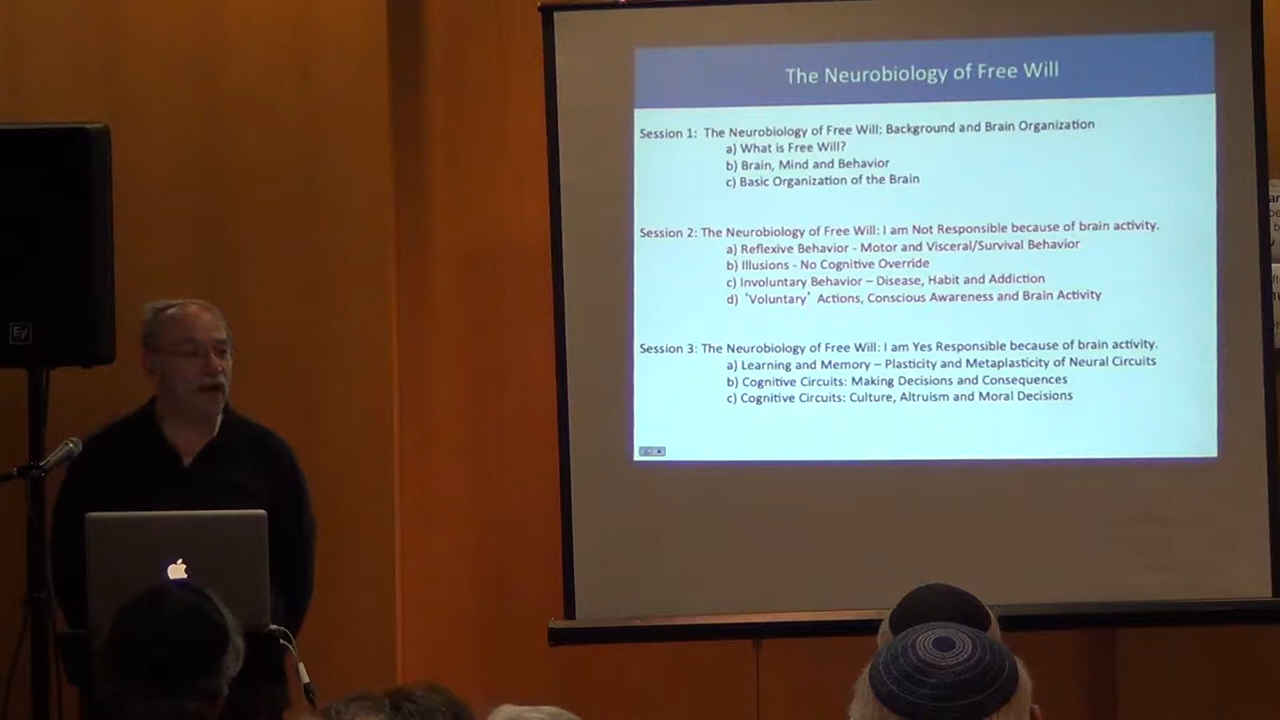 The Neurobiology of Free Will
Session 1: The Neurobiology of Free Will: Background and Brain Organization
a) What is Free Will?
b) Brain, Mind and Behavior
c) Basic Organization of the Brain
Session 2: The Neurobiology of Free Will: I am Not Responsible because of brain activity.
a) Reflexive Behavior - Motor and Visceral/Survival Behavior
b) Illusions - No Cognitive Override
c) Involuntary Behavior – Disease, Habit and Addiction
d) 'Voluntary' Actions, Conscious Awareness and Brain Activity
Session 3: The Neurobiology of Free Will: I am Yes Responsible because of brain activity.
a) Learning and Memory – Plasticity and Metaplasticity of Neural Circuits
b) Cognitive Circuits: Making Decisions and Consequences
c) Cognitive Circuits: Culture, Altruism and Moral Decisions
Ey